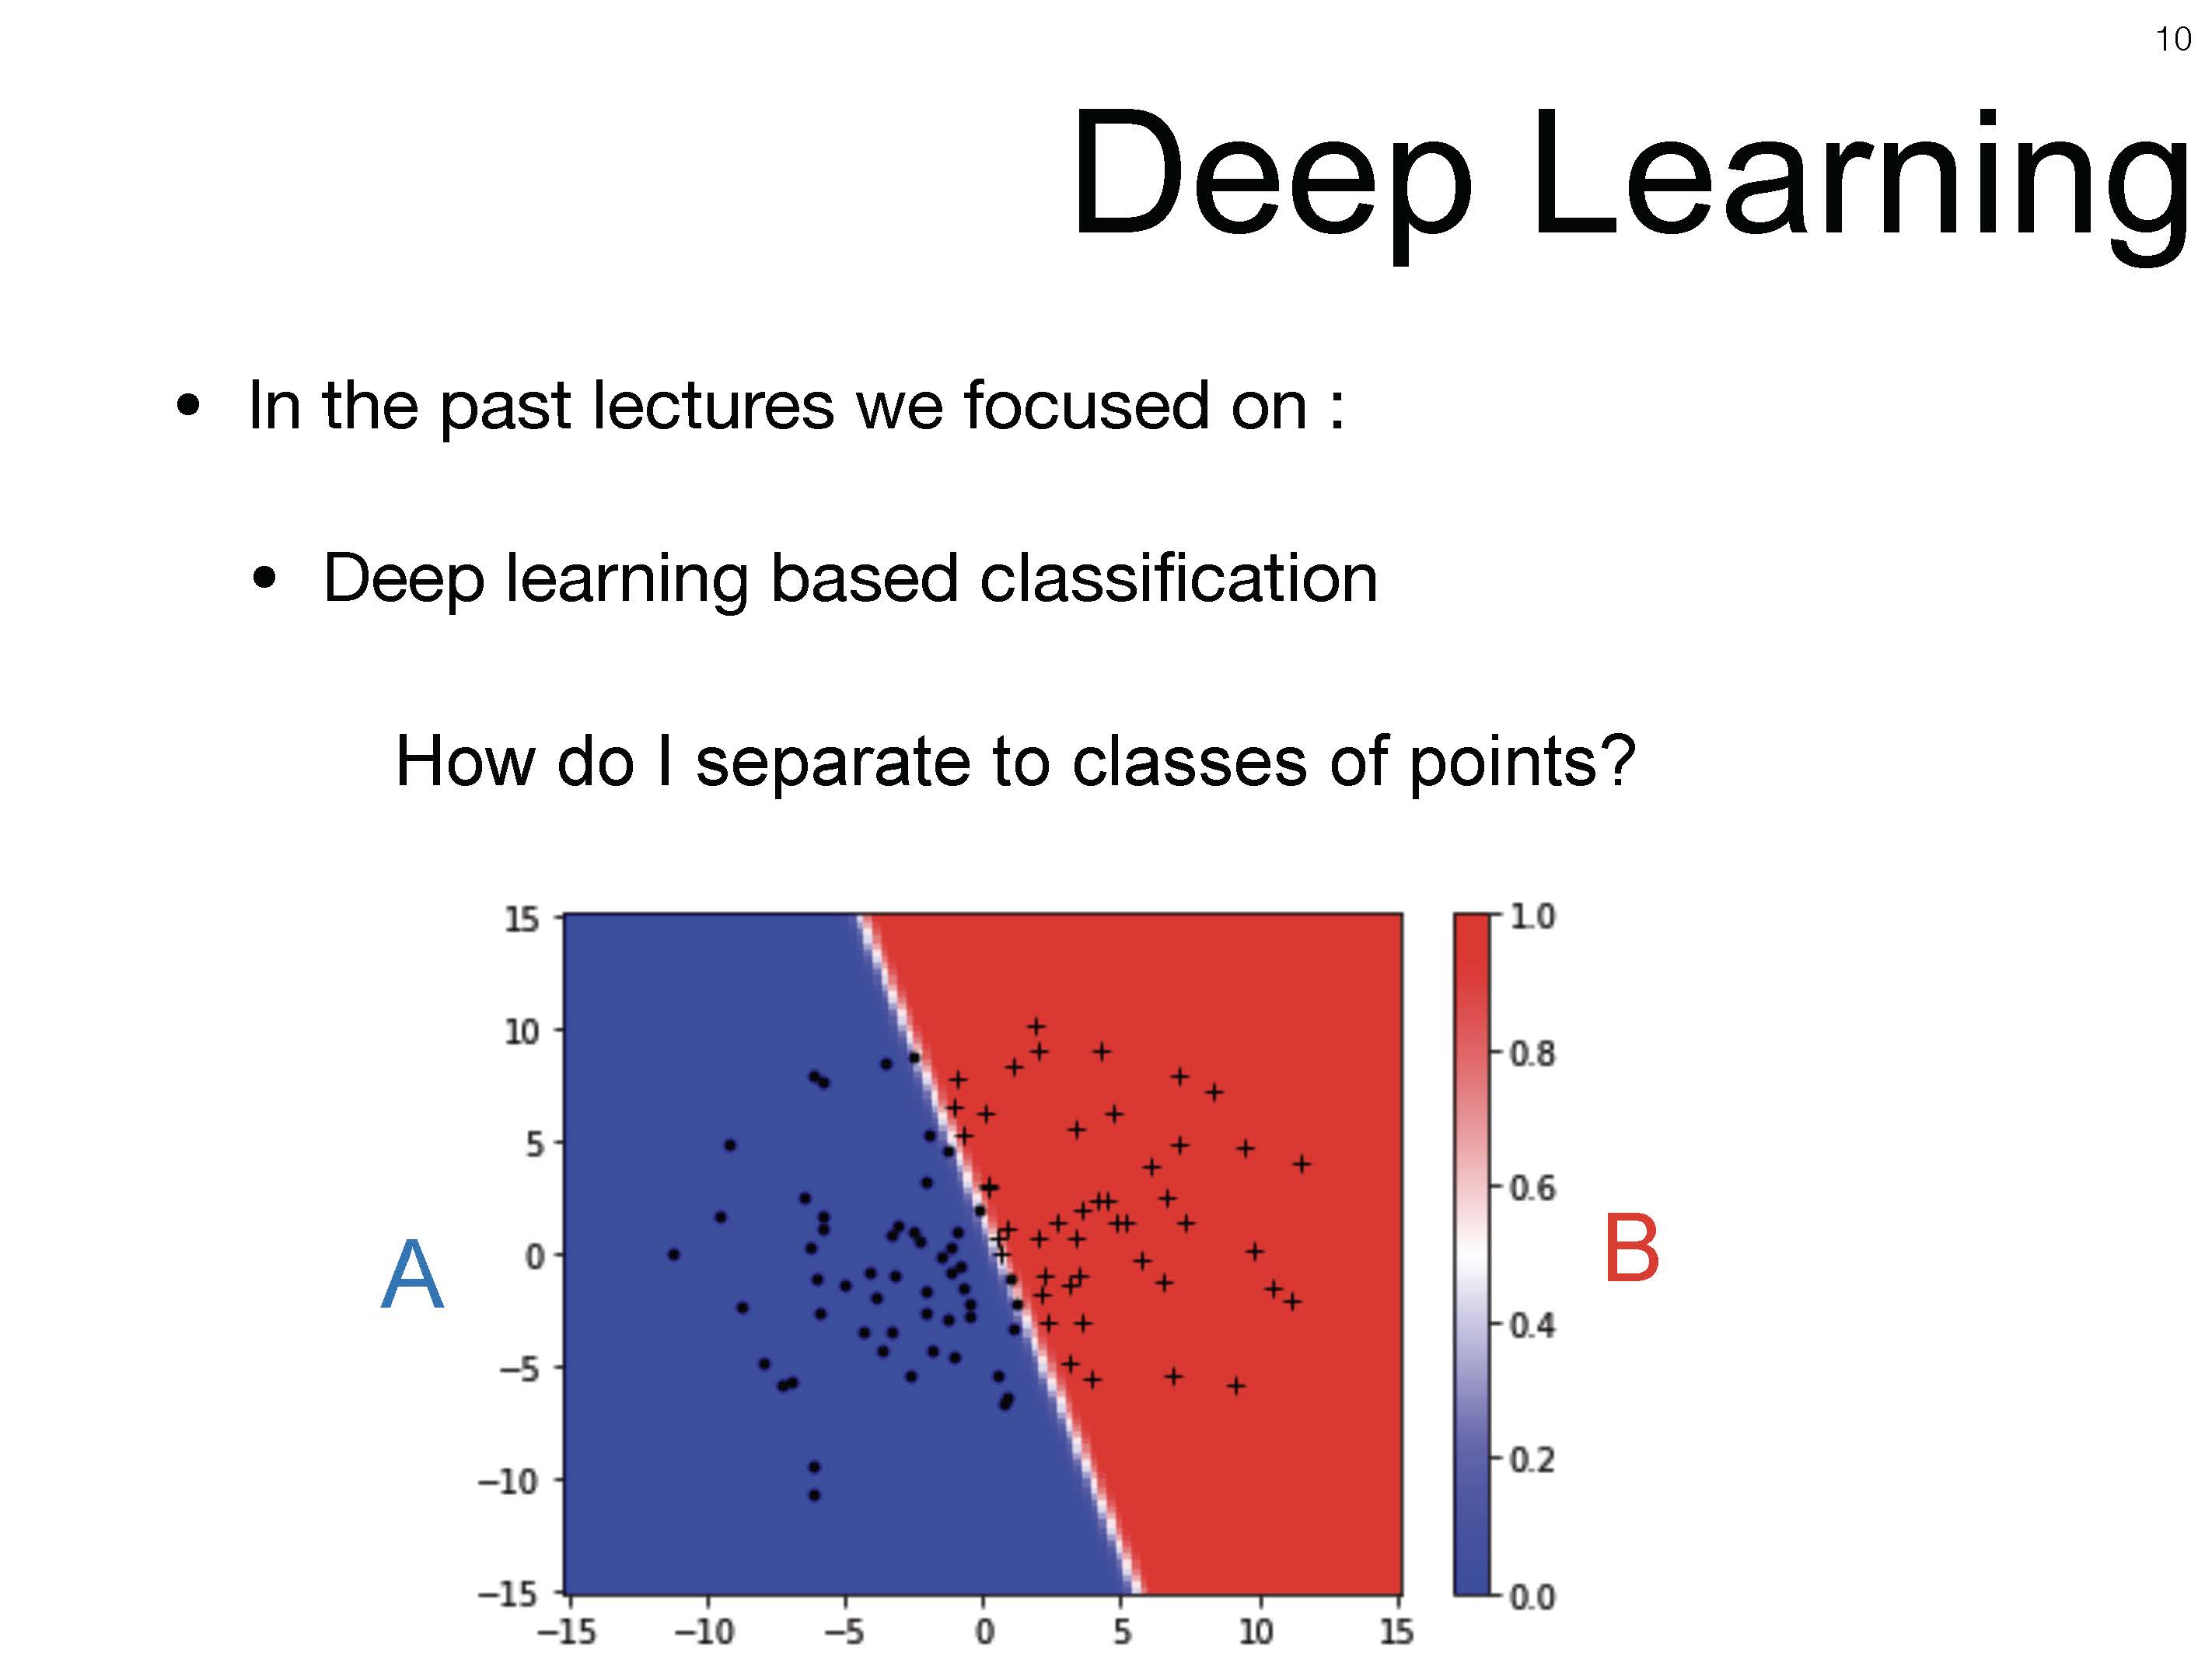 10
Deep Learning
• In the past lectures we focused on :
• Deep learning based classification
How do I separate to classes of points?
15
10
5
0
−5
−10
−15
−15 −10 −5 0 5 10 15
A
1.0
0.8
0.6
0.4
0.2
0.0
B